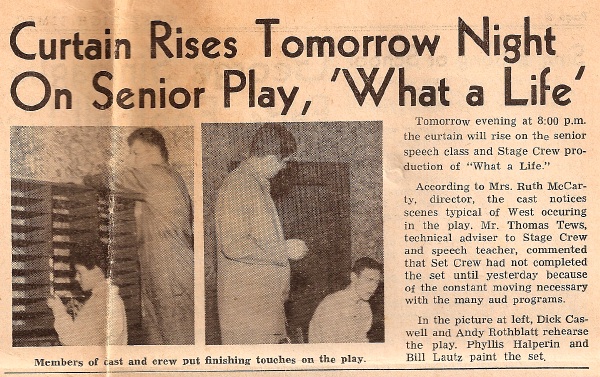 Curtain Rises Tomorrow Night
On Senior Play, 'What a Life'
Tomorrow evening at 8:00 p.m.
the curtain will rise on the senior
speech class and Stage Crew pro-
duction of "What a Life."
According to Mrs. Ruth McCar-
ty, director, the cast notices
scenes typical of West occuring
in the play. Mr. Thomas Tews,
technical adviser to Stage Crew
and speech teacher, commented
that Set Crew had not completed
the set until yesterday because
of the constant moving necessary
with the many aud programs.
In the picture at left, Dick Cas-
well and Andy Rothblatt rehearse
the play. Phyllis Halperin and
Bill Lautz paint the set.
Members of cast and crew put finishing touches on the play.